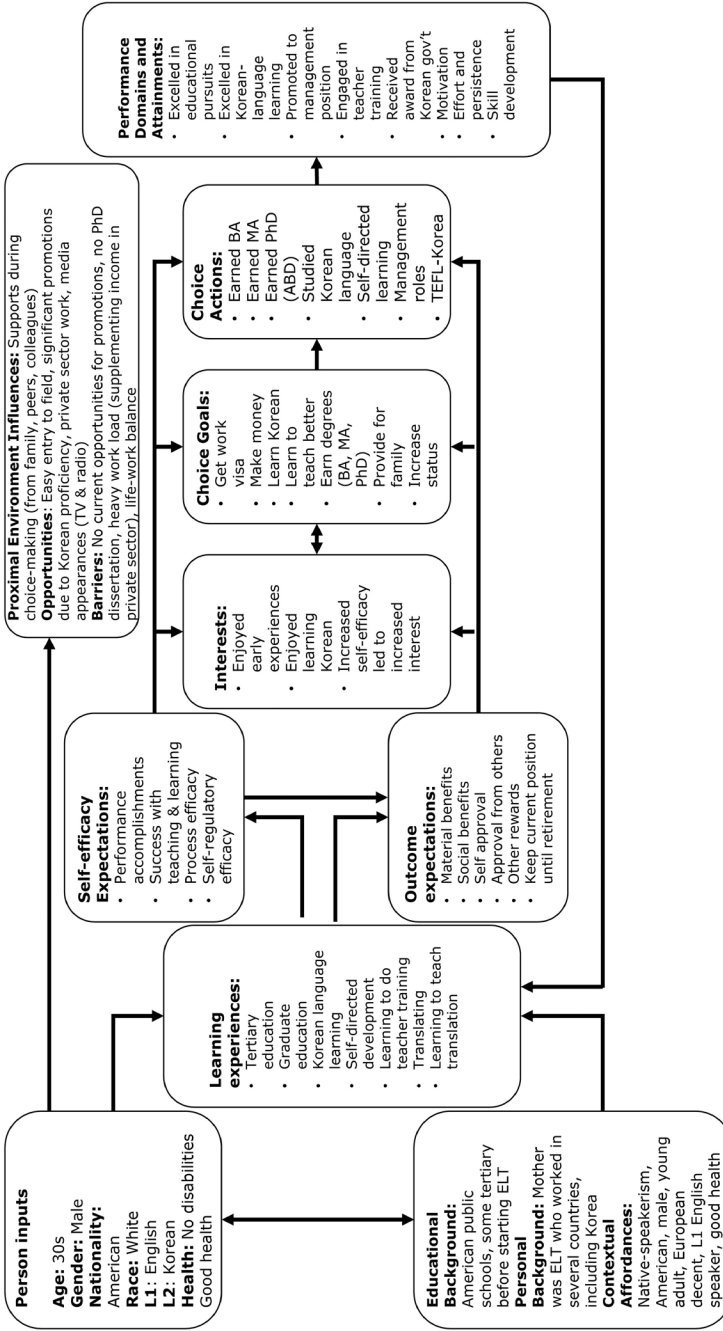 Person inputs
Age: 30s
Gender: Male
Nationality:
American
Race: White
L1: English
L2: Korean
Health: No disabilities
Good health
Educational
Background:
American public
schools, some tertiary
before starting ELT
Personal
Background: Mother
was ELT who worked in
several countries,
including Korea
Contextual
Affordances:
Native-speakerism,
American, male, young
adult, European
decent, L1 English
speaker, good health
Learning
experiences:
• Tertiary
education
• Graduate
education
• Korean language
learning
• Self-directed
development
• Learning to do
teacher training
• Translating
• Learning to teach
translation
Self-efficacy
Expectations:
• Performance
accomplishments
• Success with
teaching & learning
• Process efficacy
• Self-regulatory
efficacy
Outcome
expectations:
• Material benefits
• Social benefits
• Self approval
• Approval from others
• Other rewards
• Keep current position
until retirement
Proximal Environment Influences: Supports during
choice-making (from family, peers, colleagues)
Opportunities: Easy entry to field, significant promotions
due to Korean proficiency, private sector work, media
appearances (TV & radio)
Barriers: No current opportunities for promotions, no PhD
dissertation, heavy work load (supplementing income in
private sector), life-work balance
Interests:
• Enjoyed
early
experiences
• Enjoyed
learning
Korean
• Increased
self-efficacy
led to
increased
interest
Choice Goals:
• Get work
visa
• Make money
• Learn Korean
• Learn to
teach better
• Earn degrees
(BA, MA,
PhD)
• Provide for
family
• Increase
status
Choice
Actions:
• Earned BA
• Earned MA
• Earned PhD
(ABD)
• Studied
Korean
language
• Self-directed
learning
• Management
roles
• TEFL-Korea
Performance
Domains and
Attainments:
• Excelled in
educational
pursuits
• Excelled in
Korean-
language
learning
• Promoted to
management
position
• Engaged in
teacher
training
• Received
award from
Korean gov't
• Motivation
• Effort and
persistence
• Skill
development